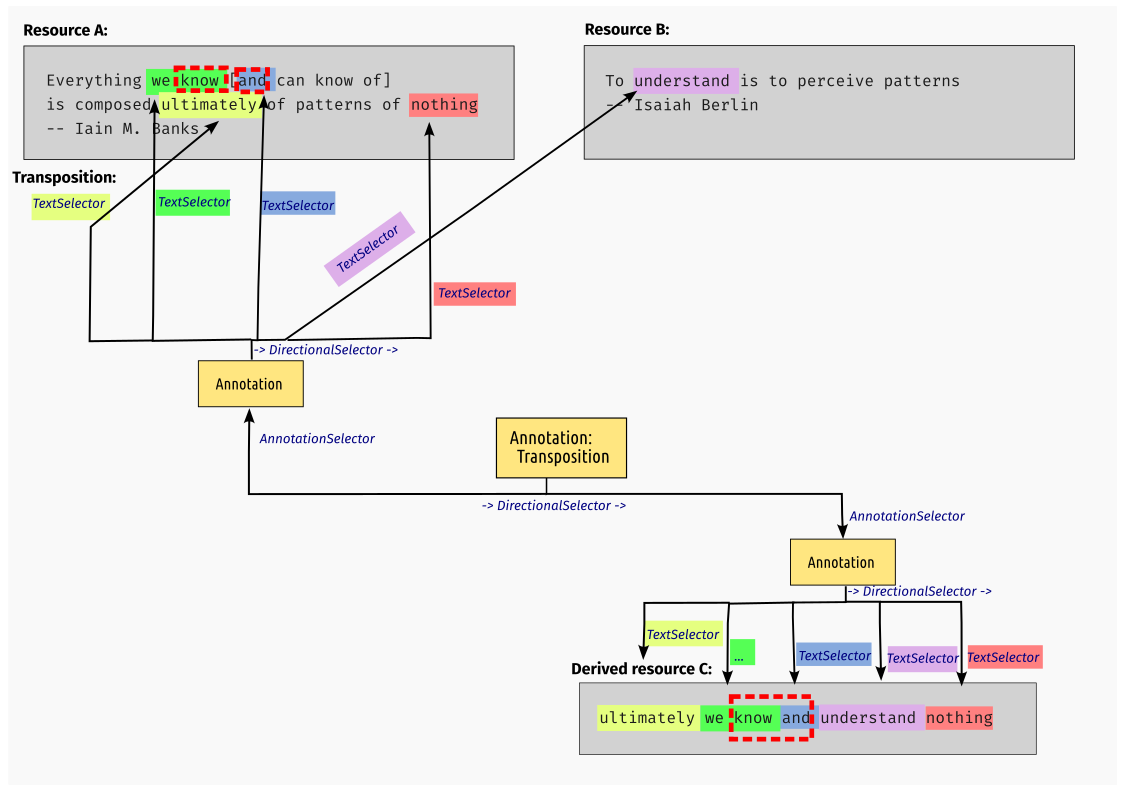 Resource A:
Everything we know [and can know of]
is composed ultimately of patterns of nothing
-- Iain M. Banks
Resource B:
To understand is to perceive patterns
-- Isaiah Berlin
Transposition:
TextSelector
TextSelector
TextSelector
TextSelector
TextSelector
-> DirectionalSelector ->
Annotation
AnnotationSelector
Annotation:
Transposition
-> DirectionalSelector ->
AnnotationSelector
Annotation
-> DirectionalSelector ->
TextSelector
...
TextSelector
TextSelector
TextSelector
Derived resource C:
ultimately we know and understand nothing